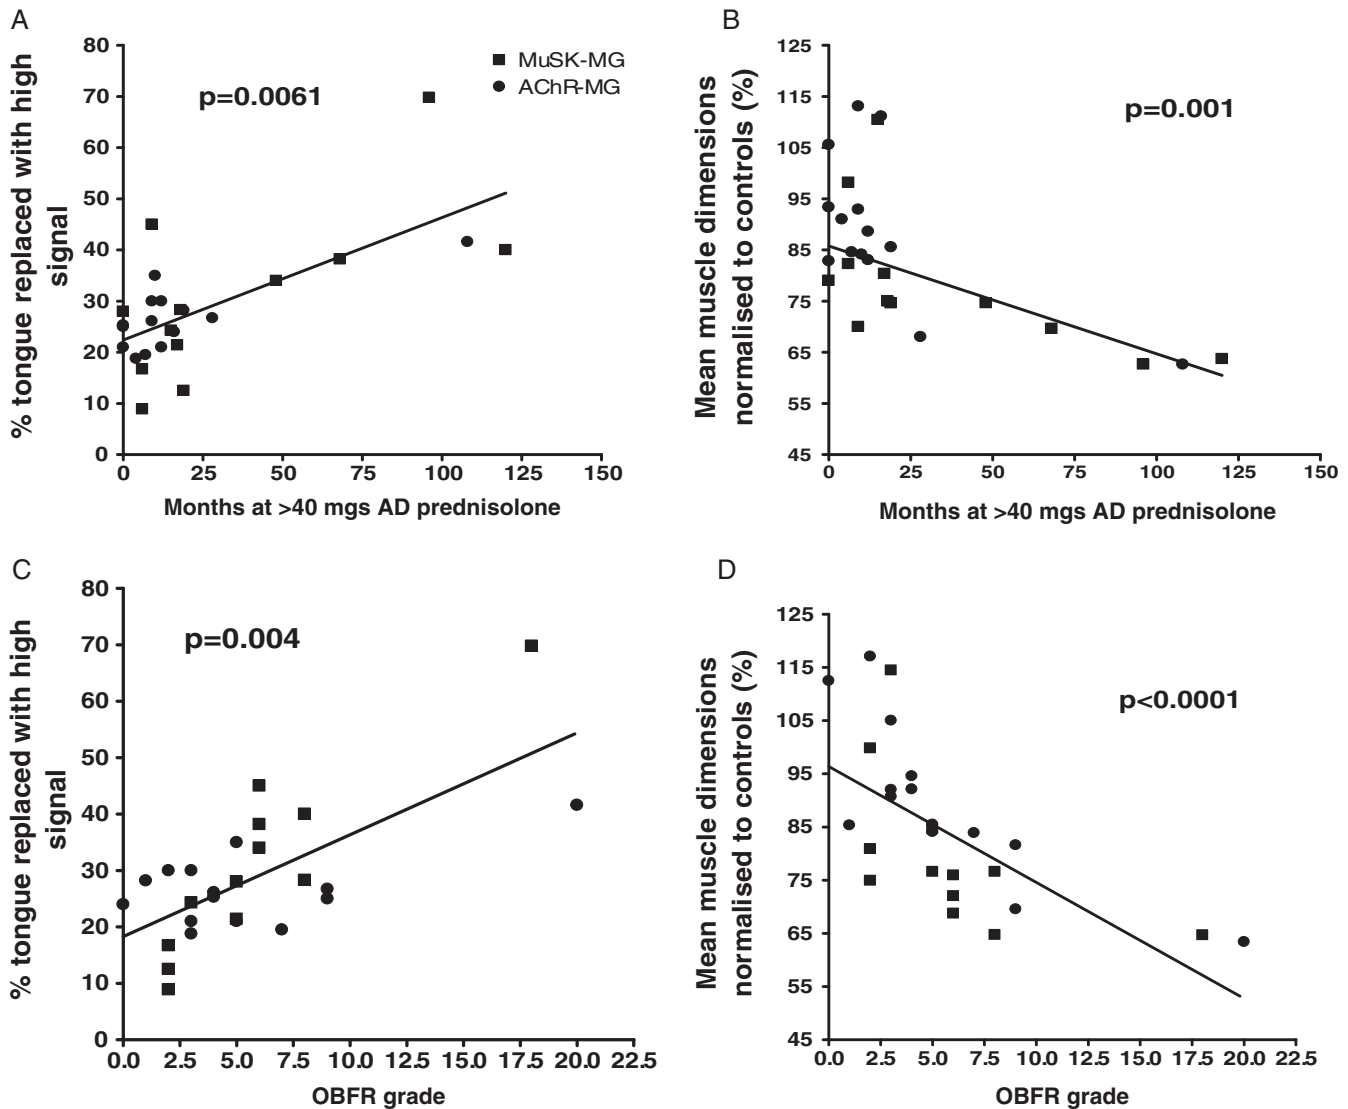 A
% tongue replaced with high
signal
80
70
60
50
40
30
20
10
0
p=0.0061
MuSK-MG
AChR-MG
0 25 50 75 100 125 150
Months at >40 mgs AD prednisolone
B
Mean muscle dimensions
normalised to controls (%)
125
115
105
95
85
75
65
55
45
p=0.001
0 25 50 75 100 125 150
Months at >40 mgs AD prednisolone
C
% tongue replaced with high
signal
80
70
60
50
40
30
20
10
0
p=0.004
0.0 2.5 5.0 7.5 10.0 12.5 15.0 17.5 20.0 22.5
OBFR grade
D
Mean muscle dimensions
normalised to controls (%)
125
115
105
95
85
75
65
55
45
p<0.0001
0.0 2.5 5.0 7.5 10.0 12.5 15.0 17.5 20.0 22.5
OBFR grade